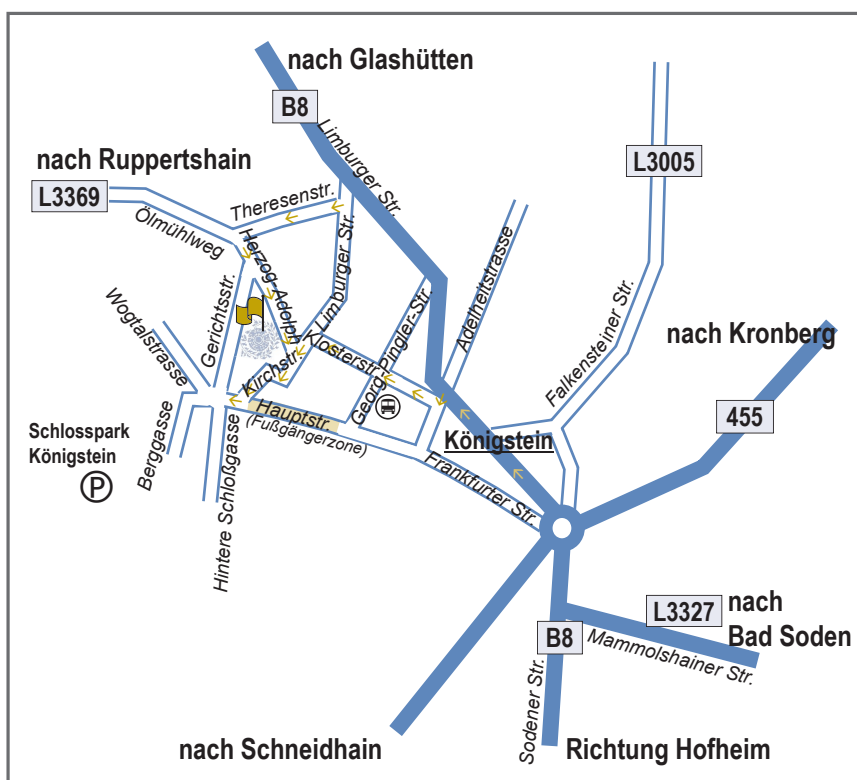 nach Glashütten
B8
Limburger Str.
L3005
nach Ruppertshain
L3369
Theresenstr.
Ölmühlweg
Herzog-Adolph
Limburger Str.
Adelheitstrasse
Gerichtsstr.
Wogtalstrasse
Georg Pingler-Str.
Falkensteiner Str.
nach Kronberg
Klosterstr.
Kirchstr.
455
Hauptstr.
(Fußgängerzone)
Königstein
Berggasse
Schlosspark
Königstein
P
Hintere Schloßgasse
Frankfurter Str.
L3327
nach
Bad Soden
B8
Mammolshainer Str.
Sodener Str.
nach Schneidhain
Richtung Hofheim